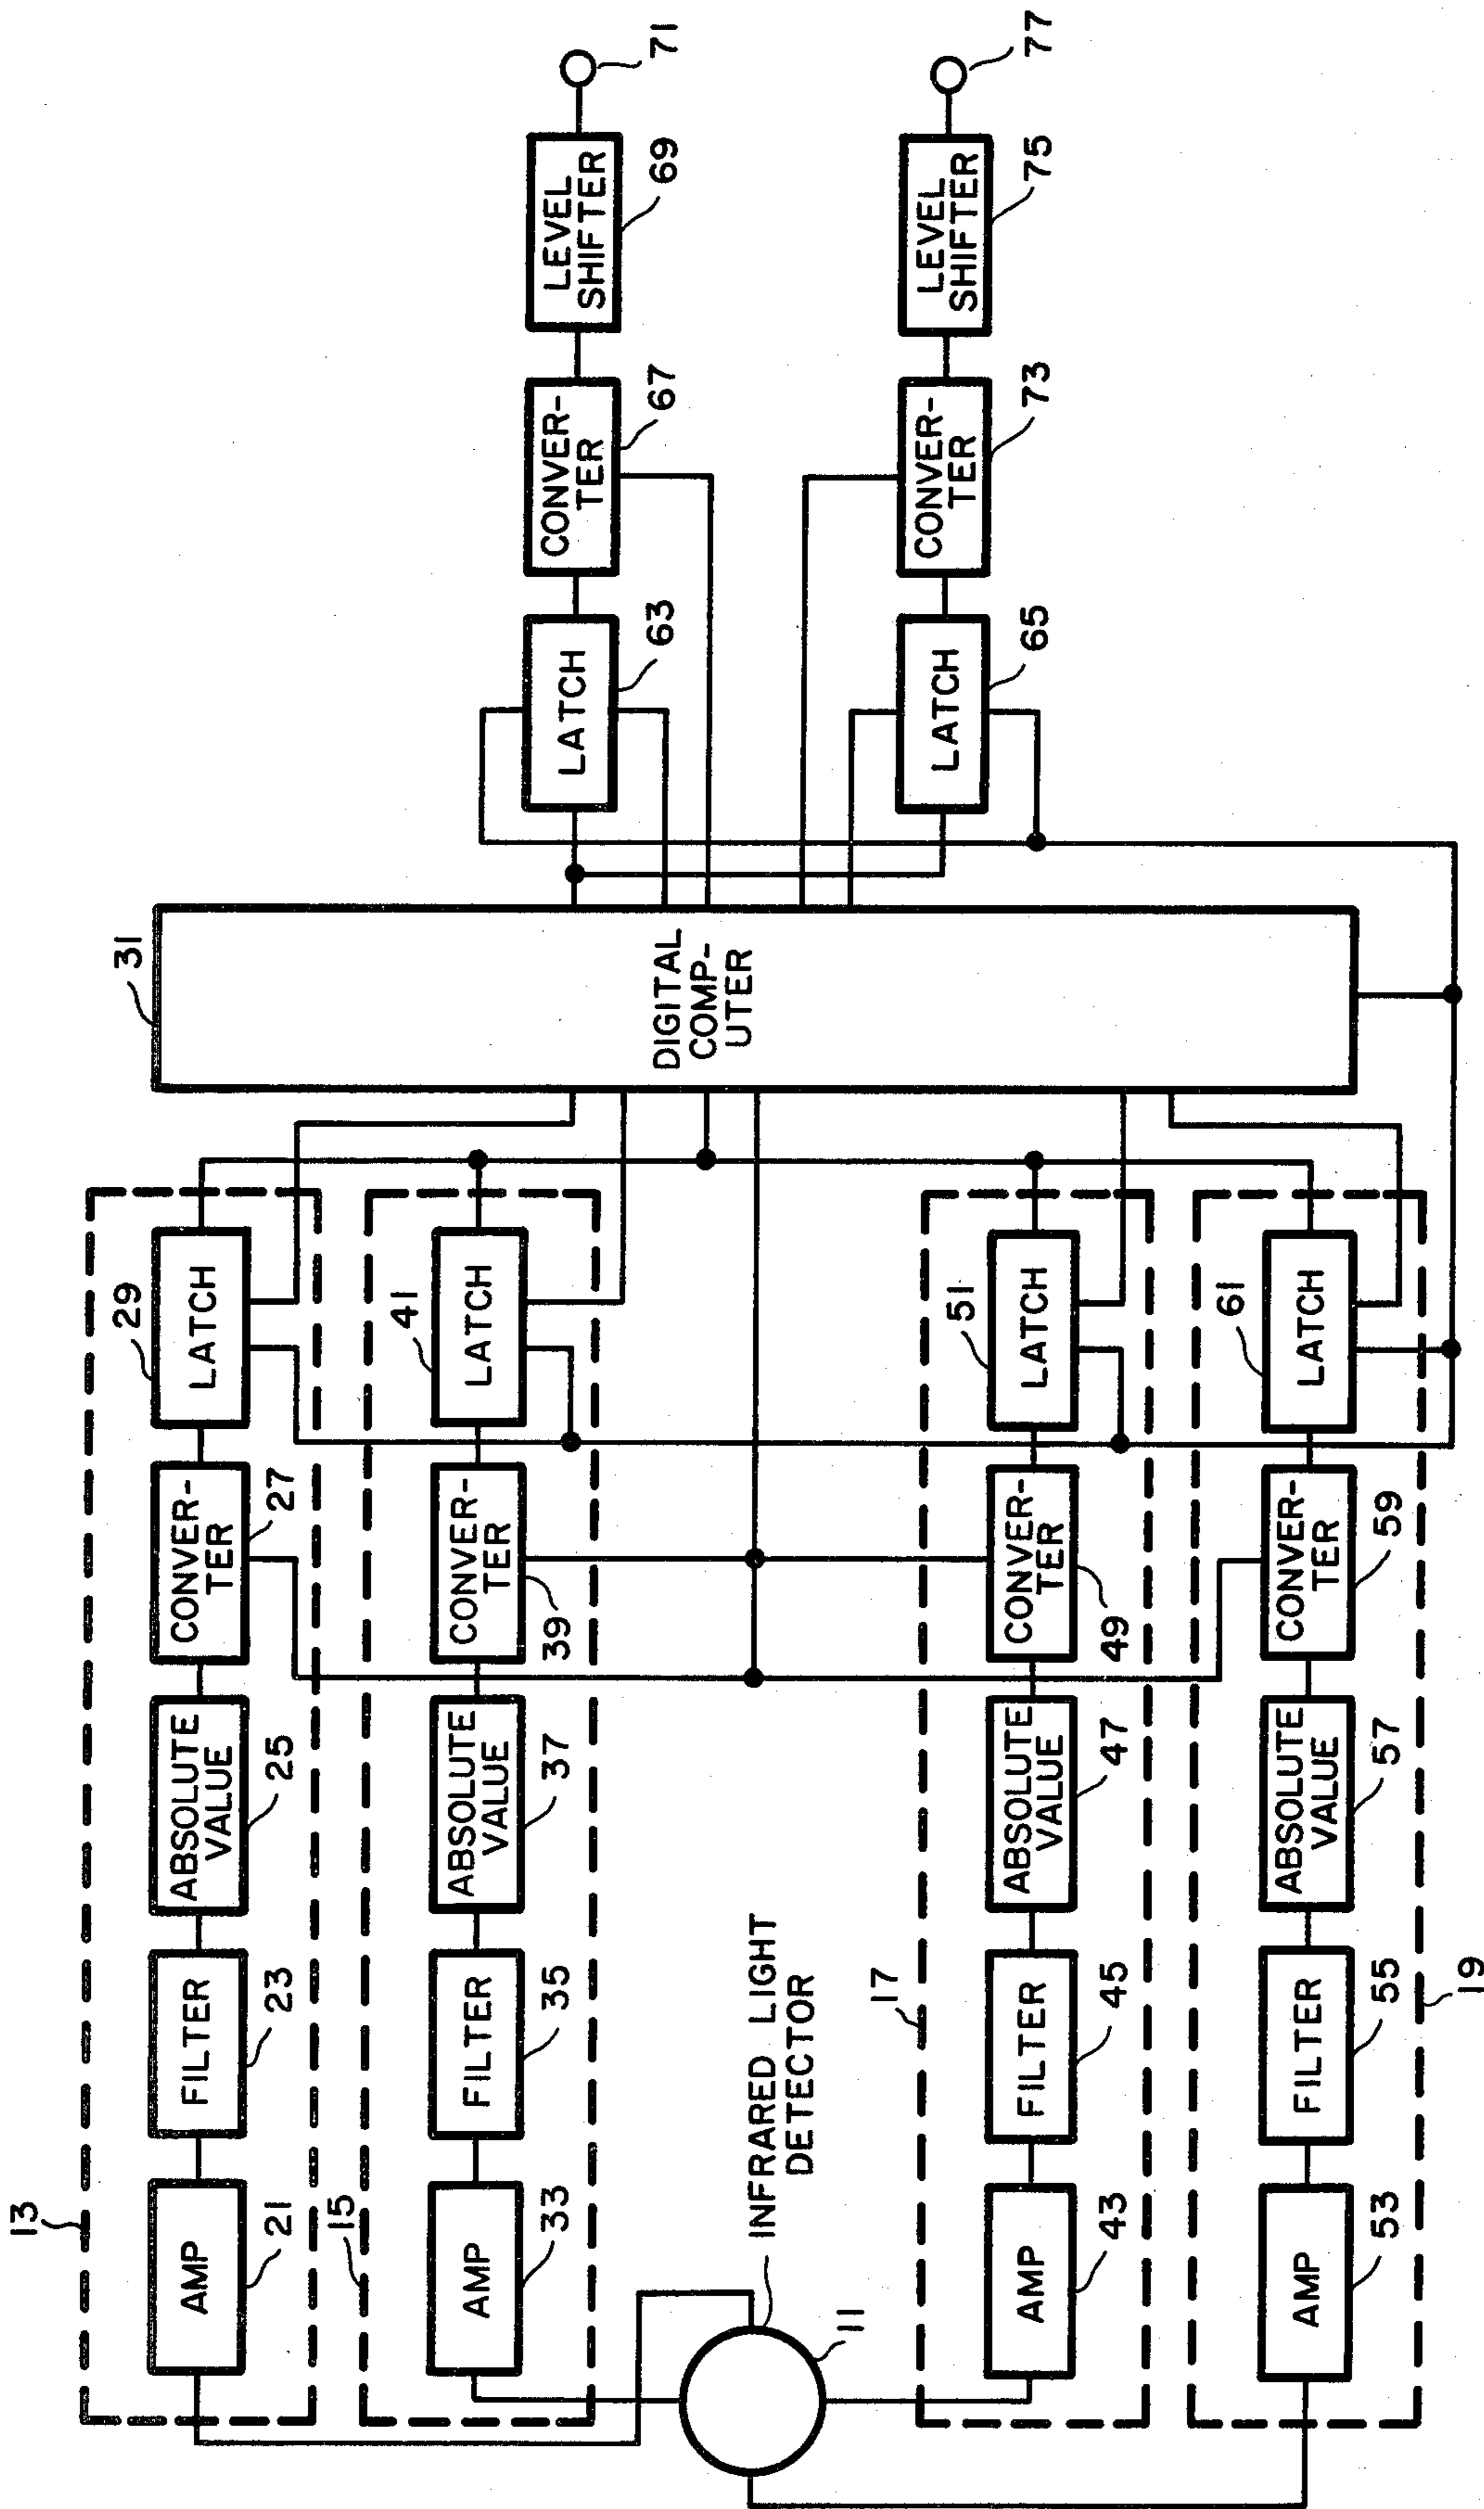 13
AMP
21
FILTER
23
ABSOLUTE
VALUE
25
CONVER-
TER
27
LATCH
29
15
AMP
33
FILTER
35
ABSOLUTE
VALUE
37
CONVER-
TER
39
LATCH
41
INFRARED LIGHT
DETECTOR
11
17
AMP
43
FILTER
45
ABSOLUTE
VALUE
47
CONVER-
TER
49
LATCH
51
AMP
53
FILTER
55
ABSOLUTE
VALUE
57
CONVER-
TER
59
LATCH
61
19
31
DIGITAL
COMP-
UTER
LATCH
63
CONVER-
TER
67
LEVEL
SHIFTER
69
71
LATCH
65
CONVER-
TER
73
LEVEL
SHIFTER
75
77